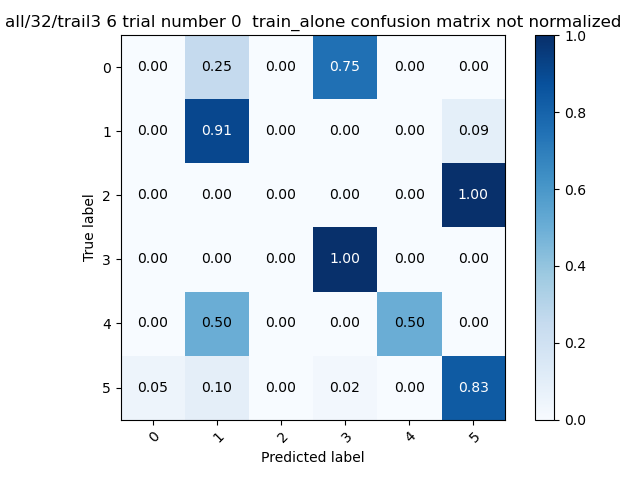 all/32/trail3 6 trial number 0  train_alone confusion matrix not normalized
1.0
0 0.00 0.25 0.00 0.75 0.00 0.00
0.8
1 0.00 0.91 0.00 0.00 0.00 0.09
2 0.00 0.00 0.00 0.00 0.00 1.00
0.6
True label
3 0.00 0.00 0.00 1.00 0.00 0.00
0.4
4 0.00 0.50 0.00 0.00 0.50 0.00
0.2
5 0.05 0.10 0.00 0.02 0.00 0.83
0.0
0 1 2 3 4 5
Predicted label